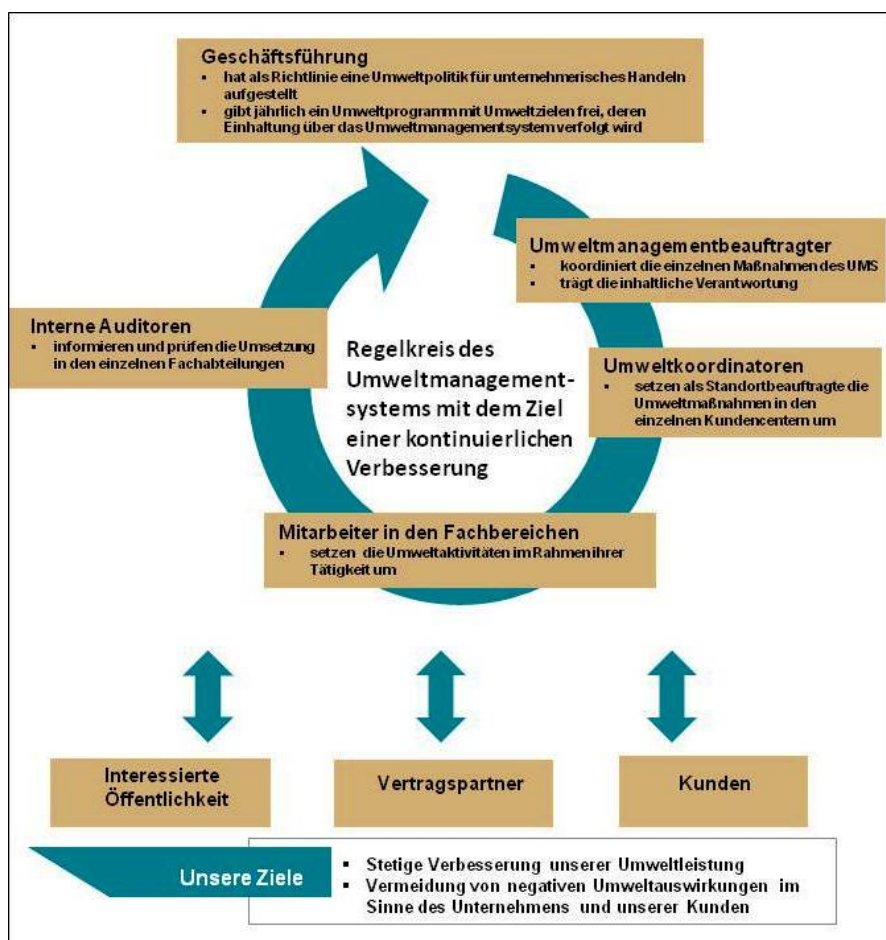 Geschäftsführung
▪ hat als Richtlinie eine Umweltpolitik für unternehmerisches Handeln
aufgestellt
▪ gibt jährlich ein Umweltprogramm mit Umweltzielen frei, deren
Einhaltung über das Umweltmanagementsystem verfolgt wird
Umweltmanagementbeauftragter
▪ koordiniert die einzelnen Maßnahmen des UMS
▪ trägt die inhaltliche Verantwortung
Umweltkoordinatoren
▪ setzen als Standortbeauftragte die
Umweltmaßnahmen in den
einzelnen Kundencentern um
Mitarbeiter in den Fachbereichen
▪ setzen die Umweltaktivitäten im Rahmen ihrer
Tätigkeit um
Interne Auditoren
▪ informieren und prüfen die Umsetzung
in den einzelnen Fachabteilungen
Regelkreis des
Umweltmanagement-
systems mit dem Ziel
einer kontinuierlichen
Verbesserung
Interessierte
Öffentlichkeit
Vertragspartner
Kunden
Unsere Ziele
▪ Stetige Verbesserung unserer Umweltleistung
▪ Vermeidung von negativen Umweltauswirkungen im
Sinne des Unternehmens und unserer Kunden